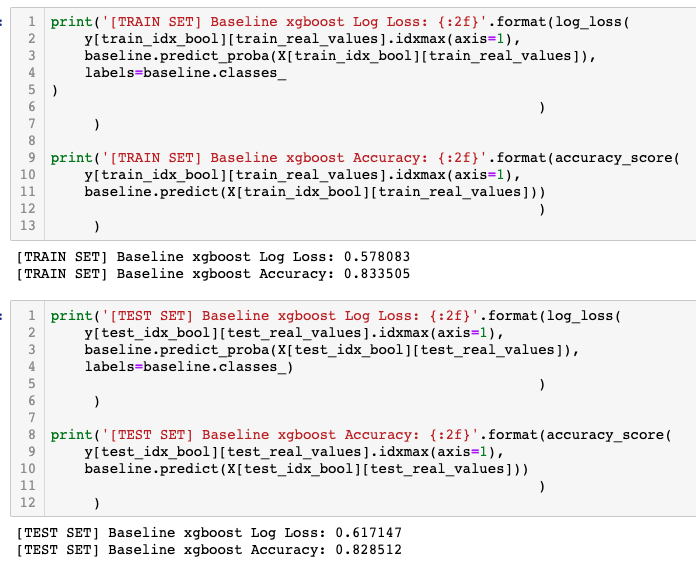 1 print('[TRAIN SET] Baseline xgboost Log Loss: {:2f}'.format(log_loss(
2     y[train_idx_bool][train_real_values].idxmax(axis=1),
3     baseline.predict_proba(X[train_idx_bool][train_real_values]),
4     labels=baseline.classes_
5 )
6                                                           )
7      )
8
9 print('[TRAIN SET] Baseline xgboost Accuracy: {:2f}'.format(accuracy_score(
10     y[train_idx_bool][train_real_values].idxmax(axis=1),
11     baseline.predict(X[train_idx_bool][train_real_values]))
12                                                           )
13      )
[TRAIN SET] Baseline xgboost Log Loss: 0.578083
[TRAIN SET] Baseline xgboost Accuracy: 0.833505
1 print('[TEST SET] Baseline xgboost Log Loss: {:2f}'.format(log_loss(
2     y[test_idx_bool][test_real_values].idxmax(axis=1),
3     baseline.predict_proba(X[test_idx_bool][test_real_values]),
4     labels=baseline.classes_)
5                                                           )
6      )
7
8 print('[TEST SET] Baseline xgboost Accuracy: {:2f}'.format(accuracy_score(
9     y[test_idx_bool][test_real_values].idxmax(axis=1),
10     baseline.predict(X[test_idx_bool][test_real_values]))
11                                                           )
12      )
[TEST SET] Baseline xgboost Log Loss: 0.617147
[TEST SET] Baseline xgboost Accuracy: 0.828512